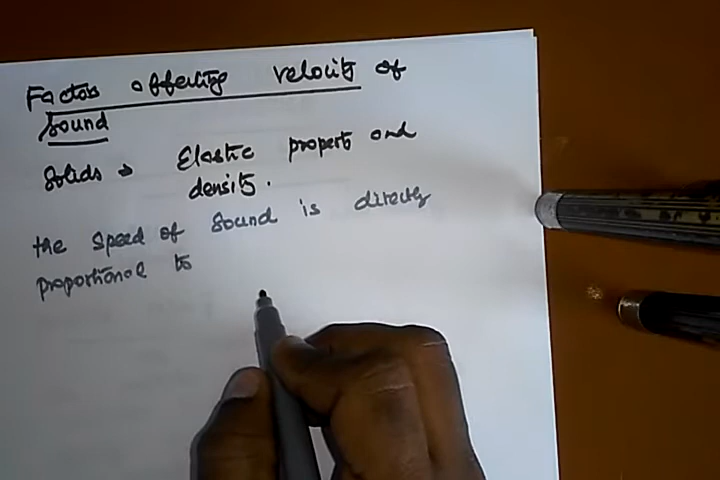 Factors affecting velocity of
Sound
Solids → Elastic property and
density.
the speed of sound is directly
proportional to